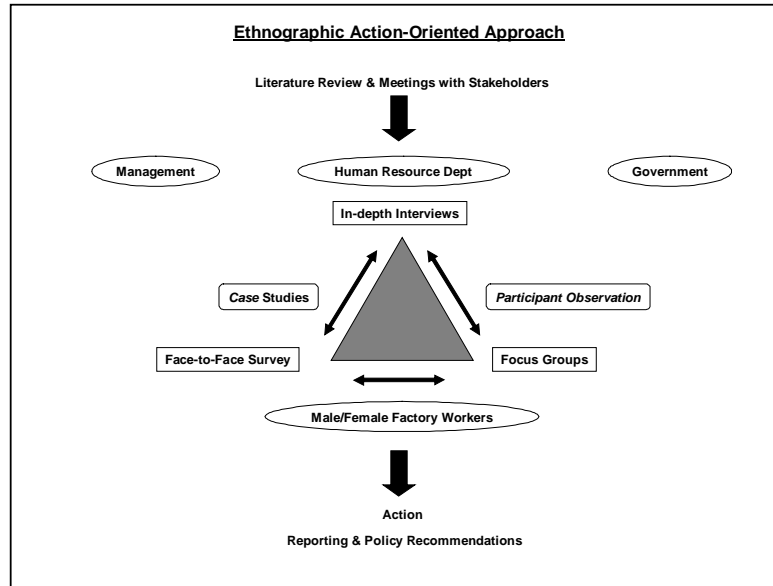 Ethnographic Action-Oriented Approach
Literature Review & Meetings with Stakeholders
Management
Human Resource Dept
Government
In-depth Interviews
Case Studies
Participant Observation
Face-to-Face Survey
Focus Groups
Male/Female Factory Workers
Action
Reporting & Policy Recommendations